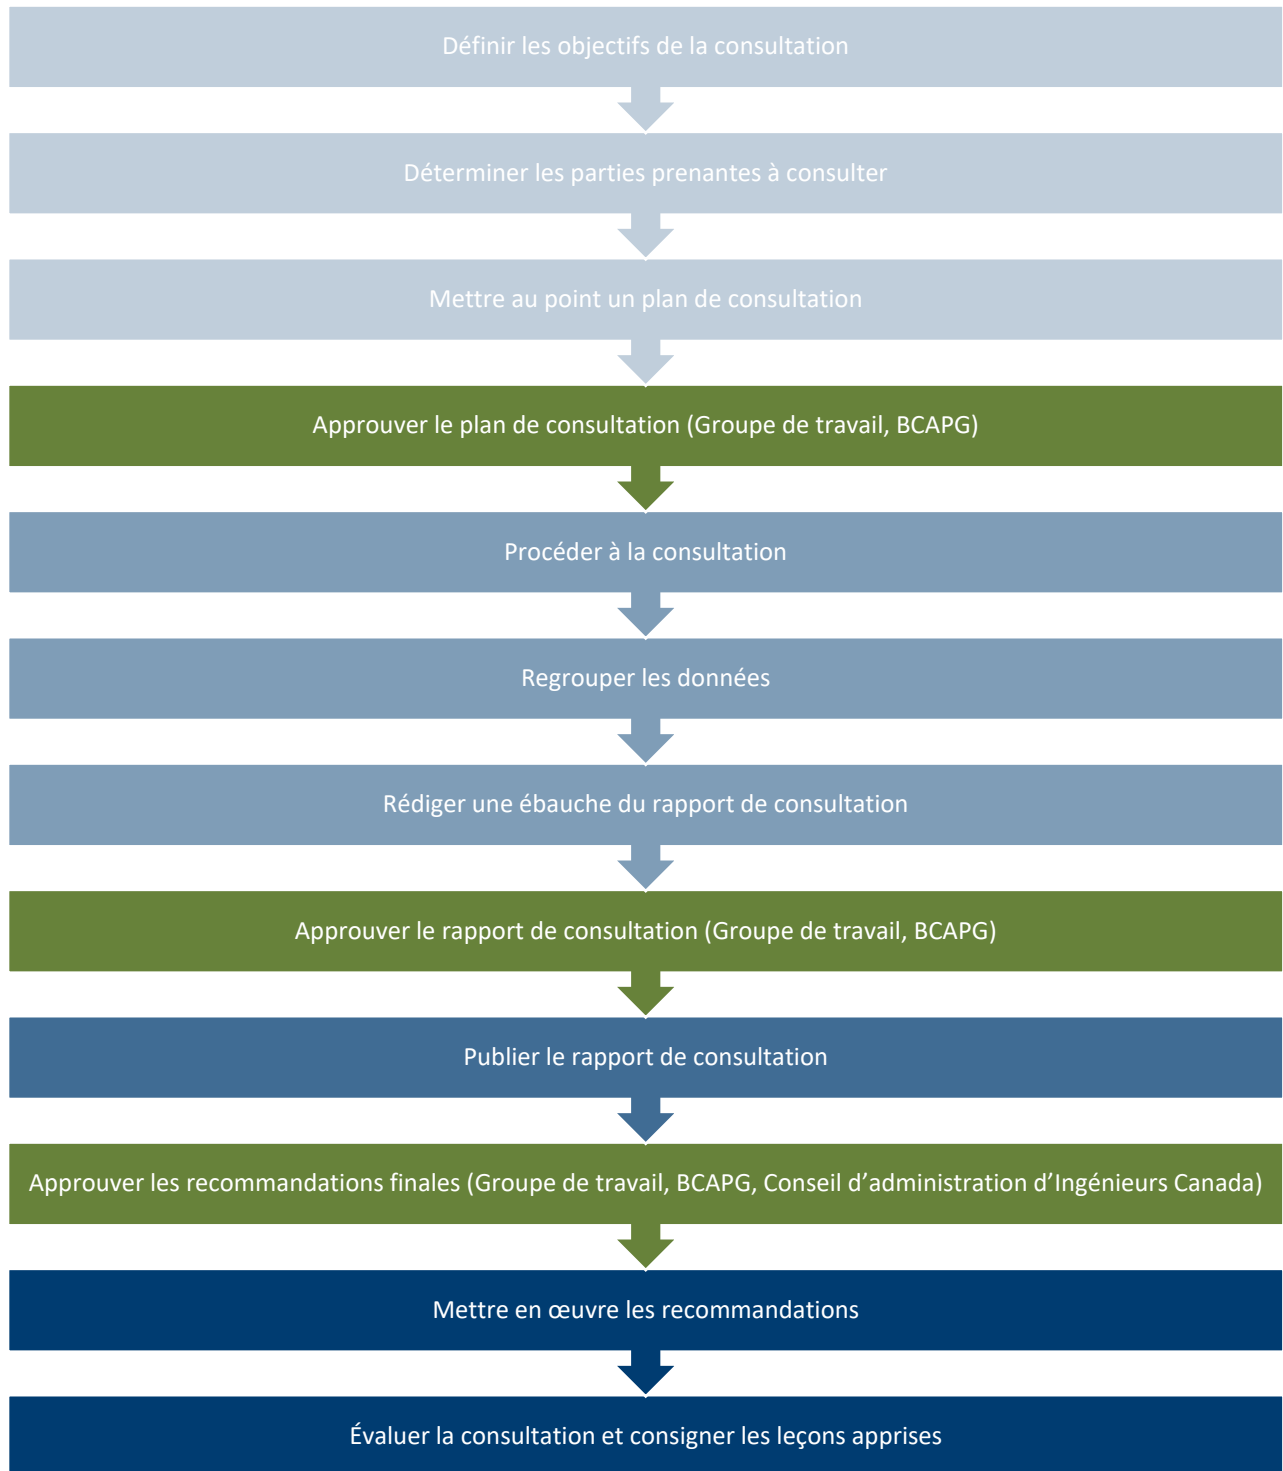 Définir les objectifs de la consultation
Déterminer les parties prenantes à consulter
Mettre au point un plan de consultation
Approuver le plan de consultation (Groupe de travail, BCAPG)
Procéder à la consultation
Regrouper les données
Rédiger une ébauche du rapport de consultation
Approuver le rapport de consultation (Groupe de travail, BCAPG)
Publier le rapport de consultation
Approuver les recommandations finales (Groupe de travail, BCAPG, Conseil d’administration d’Ingénieurs Canada)
Mettre en œuvre les recommandations
Évaluer la consultation et consigner les leçons apprises